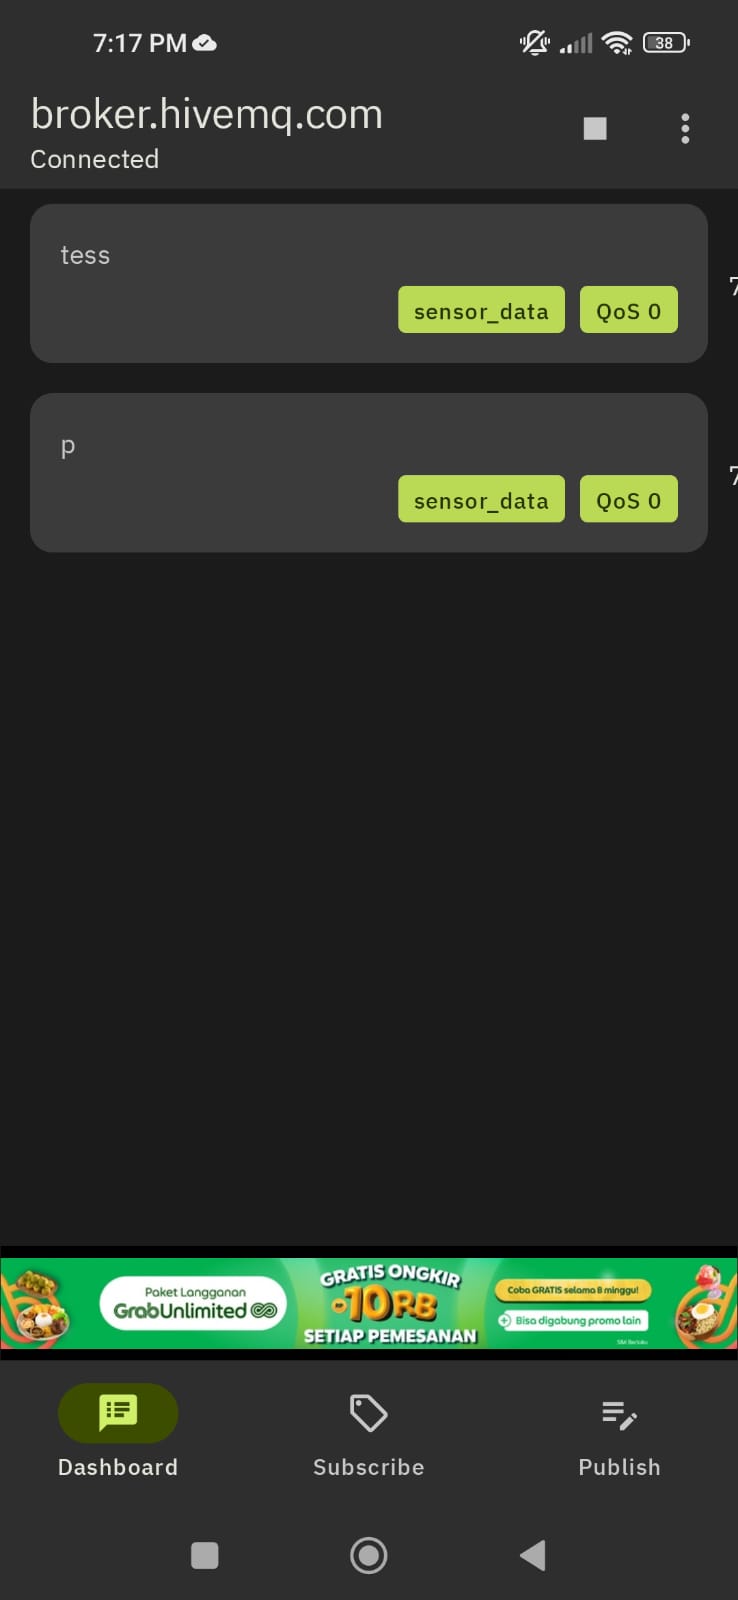 7:17 PM
38
broker.hivemq.com
Connected
tess
7
sensor_data
QoS 0
p
7
sensor_data
QoS 0
Paket Langganan
GrabUnlimited
GRATIS ONGKIR
-10RB
SETIAP PEMESANAN
Coba GRATIS selama 8 minggu!
Bisa digabung promo lain
S&K Berlaku
Dashboard
Subscribe
Publish